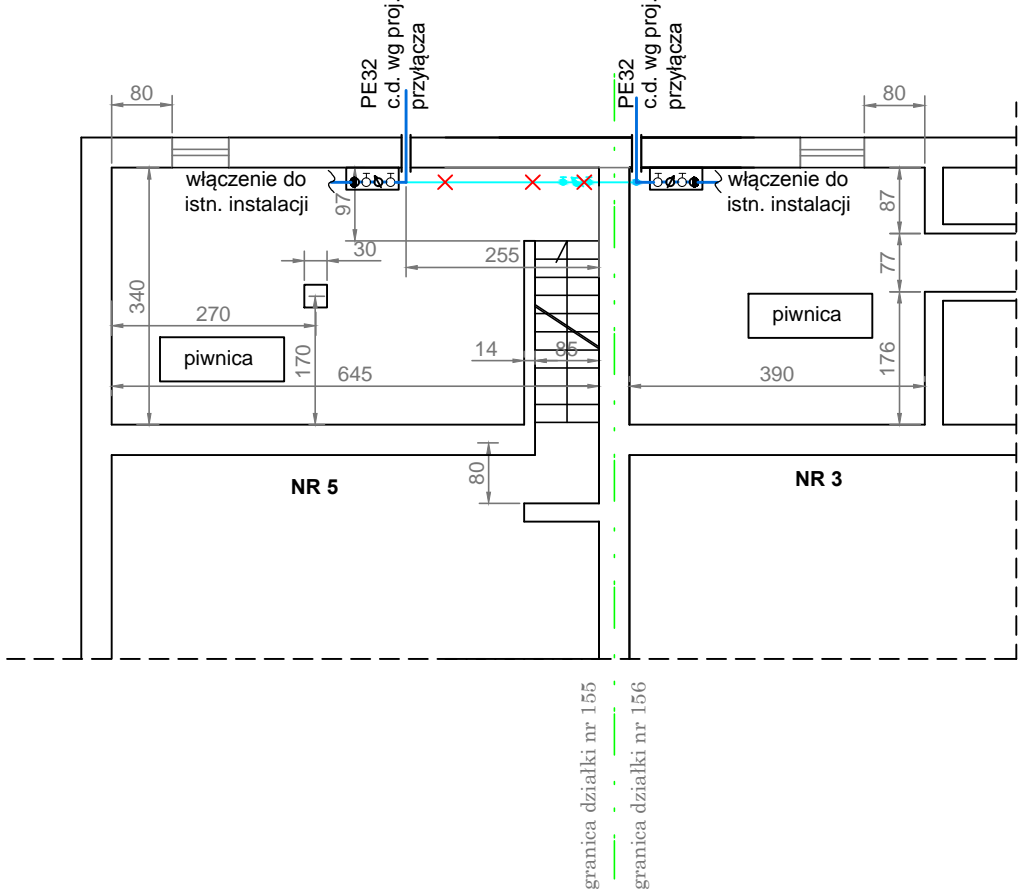 PE32
c.d. wg proj.
przyłącza
PE32
c.d. wg proj.
przyłącza
80
80
włączenie do
istn. instalacji
włączenie do
istn. instalacji
97
87
30
255
77
340
270
piwnica
piwnica
170
14
85
176
645
390
80
NR 5
NR 3
granica działki nr 155
granica działki nr 156